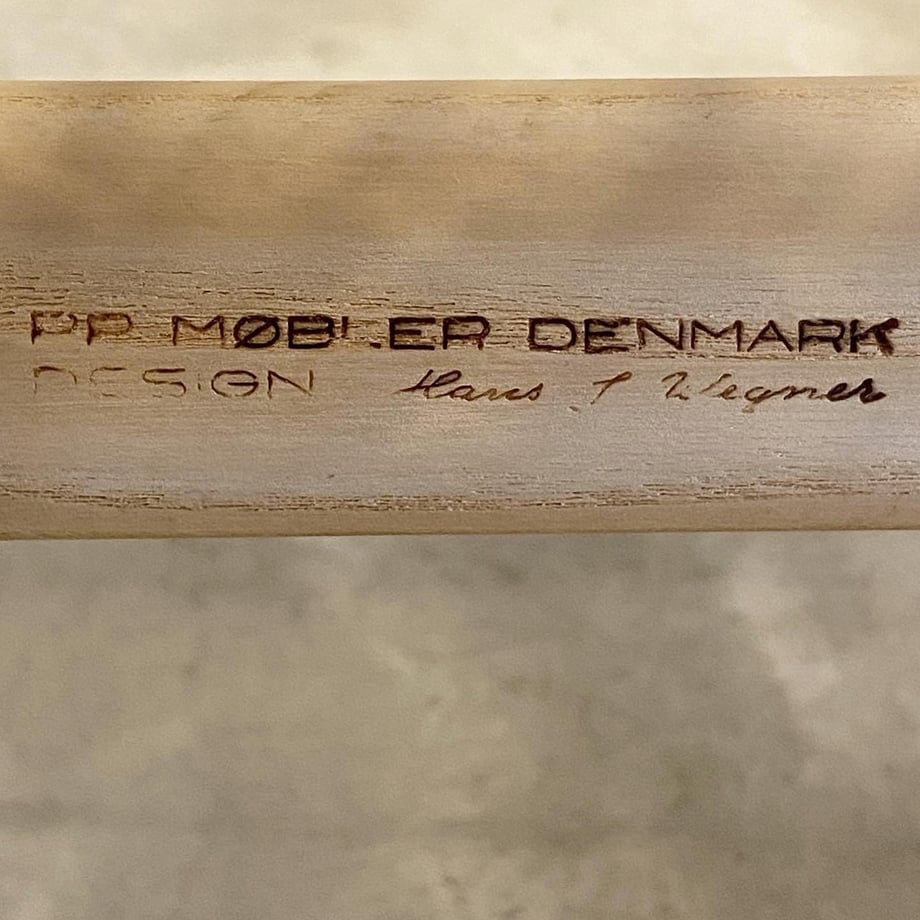 PP MØBLER DENMARK
DESIGN Hans J Wegner